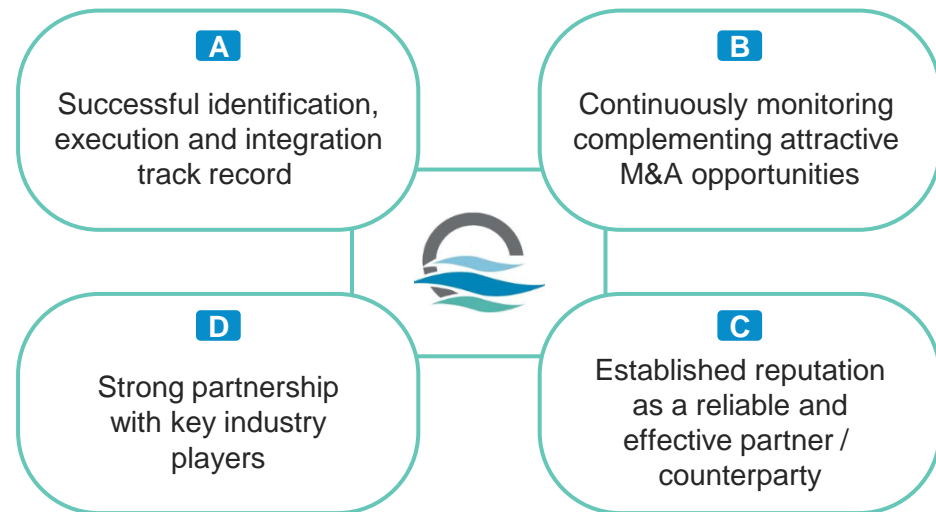 A
Successful identification,
execution and integration
track record
B
Continuously monitoring
complementing attractive
M&A opportunities
D
Strong partnership
with key industry
players
C
Established reputation
as a reliable and
effective partner /
counterparty